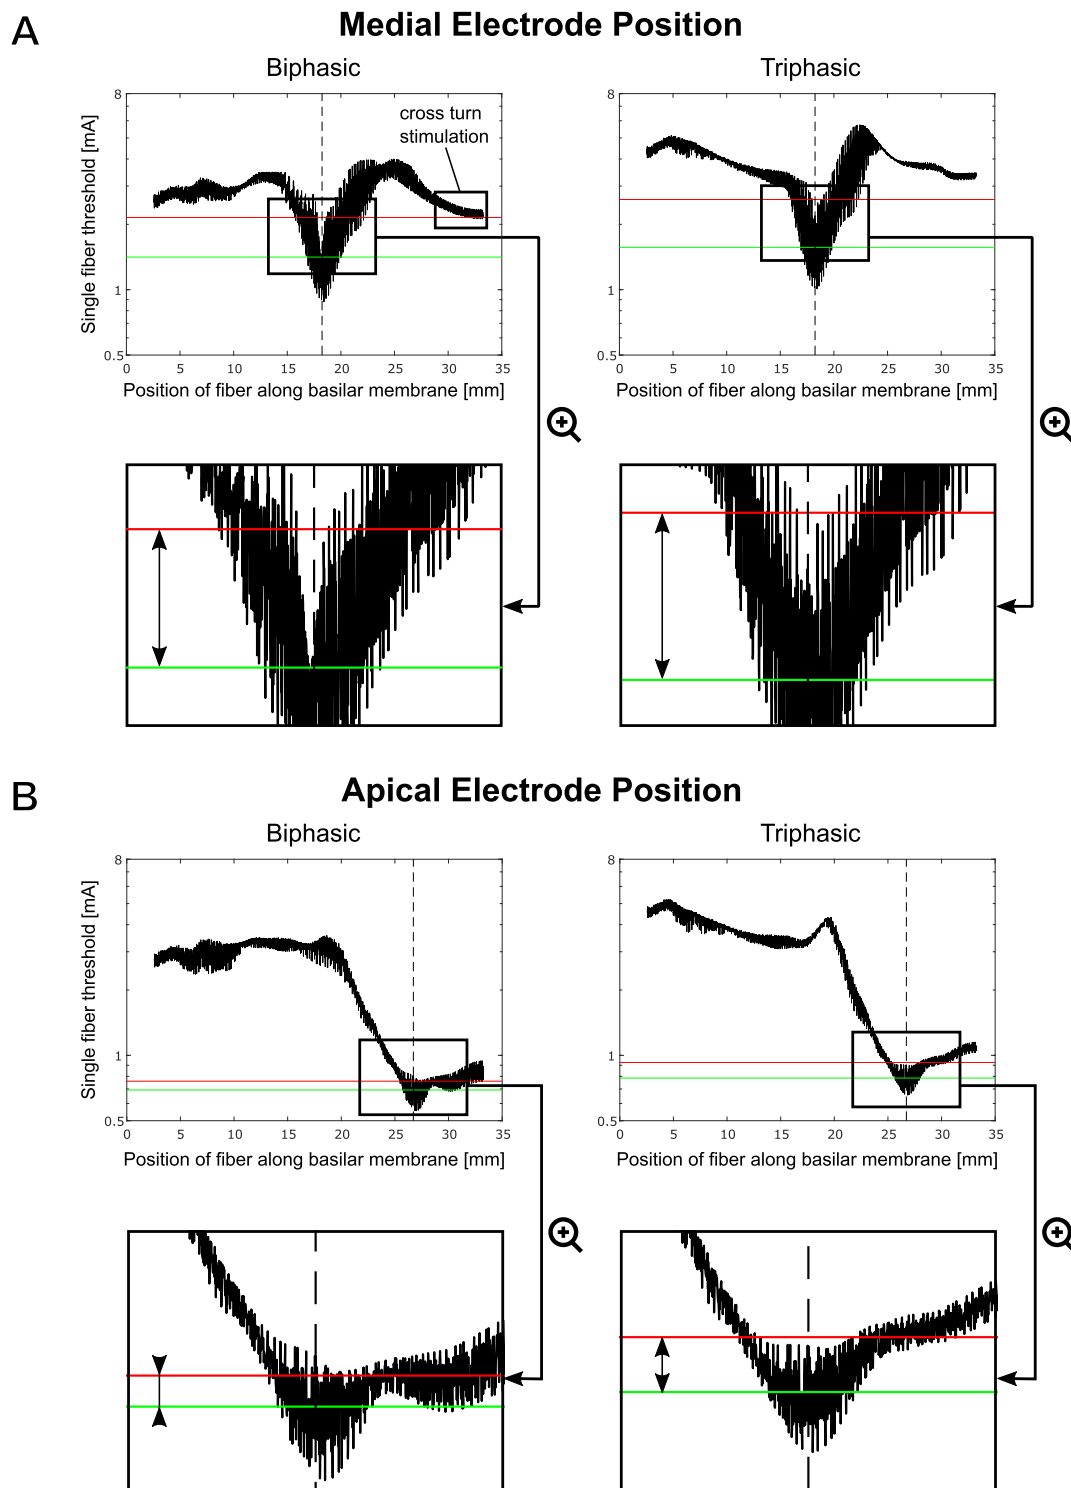 A
Medial Electrode Position
Biphasic
Triphasic
Single fiber threshold [mA]
8
1
0.5
cross turn
stimulation
0 5 10 15 20 25 30 35
Position of fiber along basilar membrane [mm]
8
1
0.5
0 5 10 15 20 25 30 35
Position of fiber along basilar membrane [mm]
B
Apical Electrode Position
Biphasic
Triphasic
Single fiber threshold [mA]
8
1
0.5
0 5 10 15 20 25 30 35
Position of fiber along basilar membrane [mm]
8
1
0.5
0 5 10 15 20 25 30 35
Position of fiber along basilar membrane [mm]